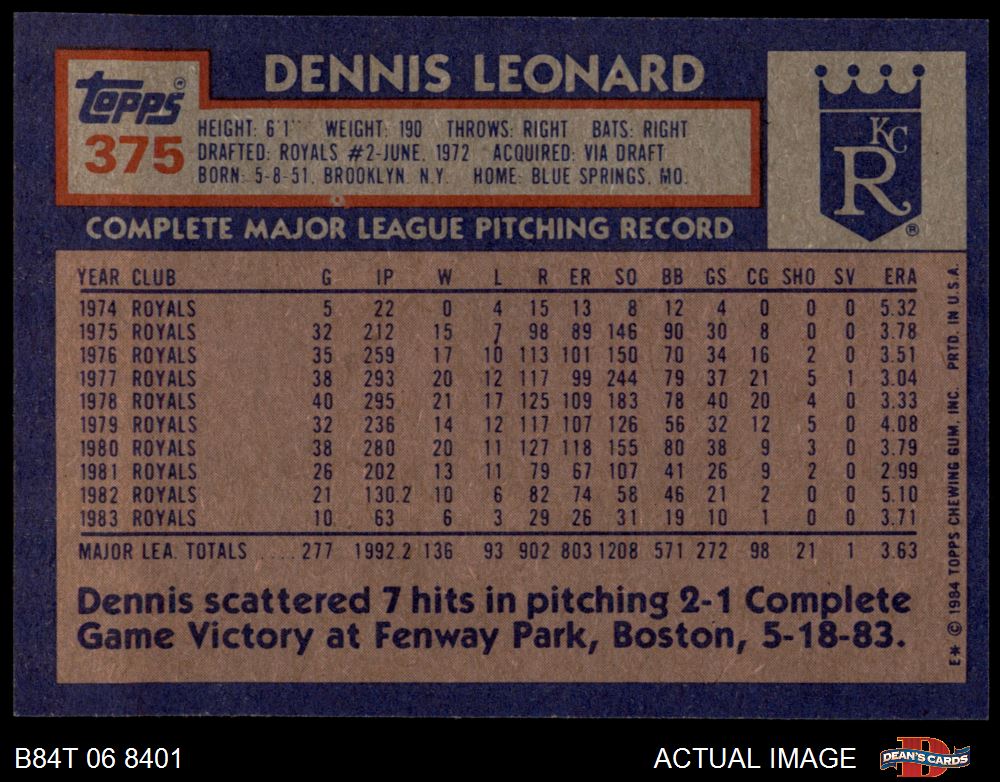 DENNIS LEONARD
Topps®
375
HEIGHT: 6'1" WEIGHT: 190 THROWS: RIGHT BATS: RIGHT
DRAFTED: ROYALS #2-JUNE, 1972 ACQUIRED: VIA DRAFT
BORN: 5-8-51, BROOKLYN, N.Y. HOME: BLUE SPRINGS, MO.
KC
R
®
COMPLETE MAJOR LEAGUE PITCHING RECORD
YEAR CLUB G IP W L R ER SO BB GS CG SHO SV ERA
1974 ROYALS 5 22 0 4 15 13 8 12 4 0 0 0 5.32
1975 ROYALS 32 212 15 7 98 89 146 90 30 8 0 0 3.78
1976 ROYALS 35 259 17 10 113 101 150 70 34 16 2 0 3.51
1977 ROYALS 38 293 20 12 117 99 244 79 37 21 5 1 3.04
1978 ROYALS 40 295 21 17 125 109 183 78 40 20 4 0 3.33
1979 ROYALS 32 236 14 12 117 107 126 56 32 12 5 0 4.08
1980 ROYALS 38 280 20 11 127 118 155 80 38 9 3 0 3.79
1981 ROYALS 26 202 13 11 79 67 107 41 26 9 2 0 2.99
1982 ROYALS 21 130.2 10 6 82 74 58 46 21 2 0 0 5.10
1983 ROYALS 10 63 6 3 29 26 31 19 10 1 0 0 3.71
MAJOR LEA. TOTALS ....277 1992.2 136 93 902 803 1208 571 272 98 21 1 3.63
Dennis scattered 7 hits in pitching 2-1 Complete
Game Victory at Fenway Park, Boston, 5-18-83.
E* © 1984 TOPPS CHEWING GUM, INC. PRTD. IN U.S.A.
B84T 06 8401
ACTUAL IMAGE
DEAN'S CARDS